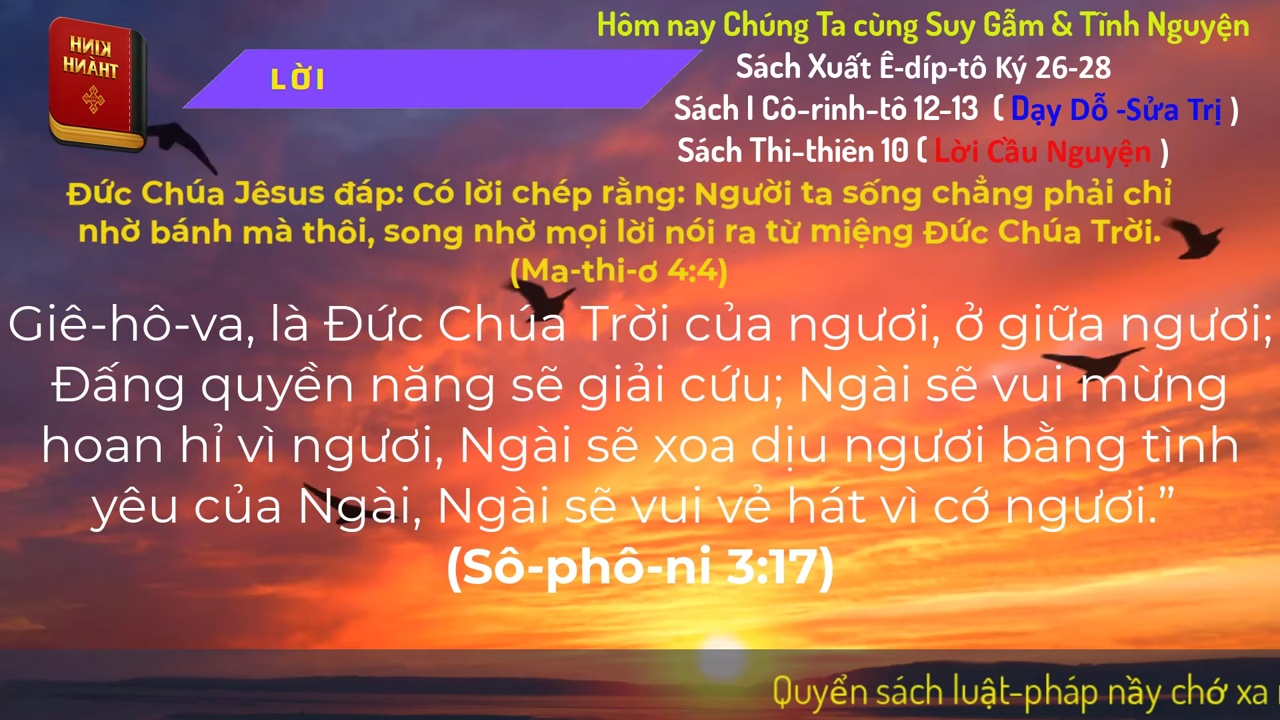 Hôm nay Chúng Ta cùng Suy Gẫm & Tĩnh Nguyện
KINH
THÀNH
LỜI
Sách Xuất Ê-díp-tô Ký 26-28
Sách I Cô-rinh-tô 12-13 ( Dạy Dỗ -Sửa Trị )
Sách Thi-thiên 10 ( Lời Cầu Nguyện )
Đức Chúa Jêsus đáp: Có lời chép rằng: Người ta sống chẳng phải chỉ
nhờ bánh mà thôi, song nhờ mọi lời nói ra từ miệng Đức Chúa Trời.
(Ma-thi-ơ 4:4)
Giê-hô-va, là Đức Chúa Trời của ngươi, ở giữa ngươi;
Đấng quyền năng sẽ giải cứu; Ngài sẽ vui mừng
hoan hỉ vì ngươi, Ngài sẽ xoa dịu ngươi bằng tình
yêu của Ngài, Ngài sẽ vui vẻ hát vì cớ ngươi.”
(Sô-phô-ni 3:17)
Quyển sách luật-pháp nầy chớ xa